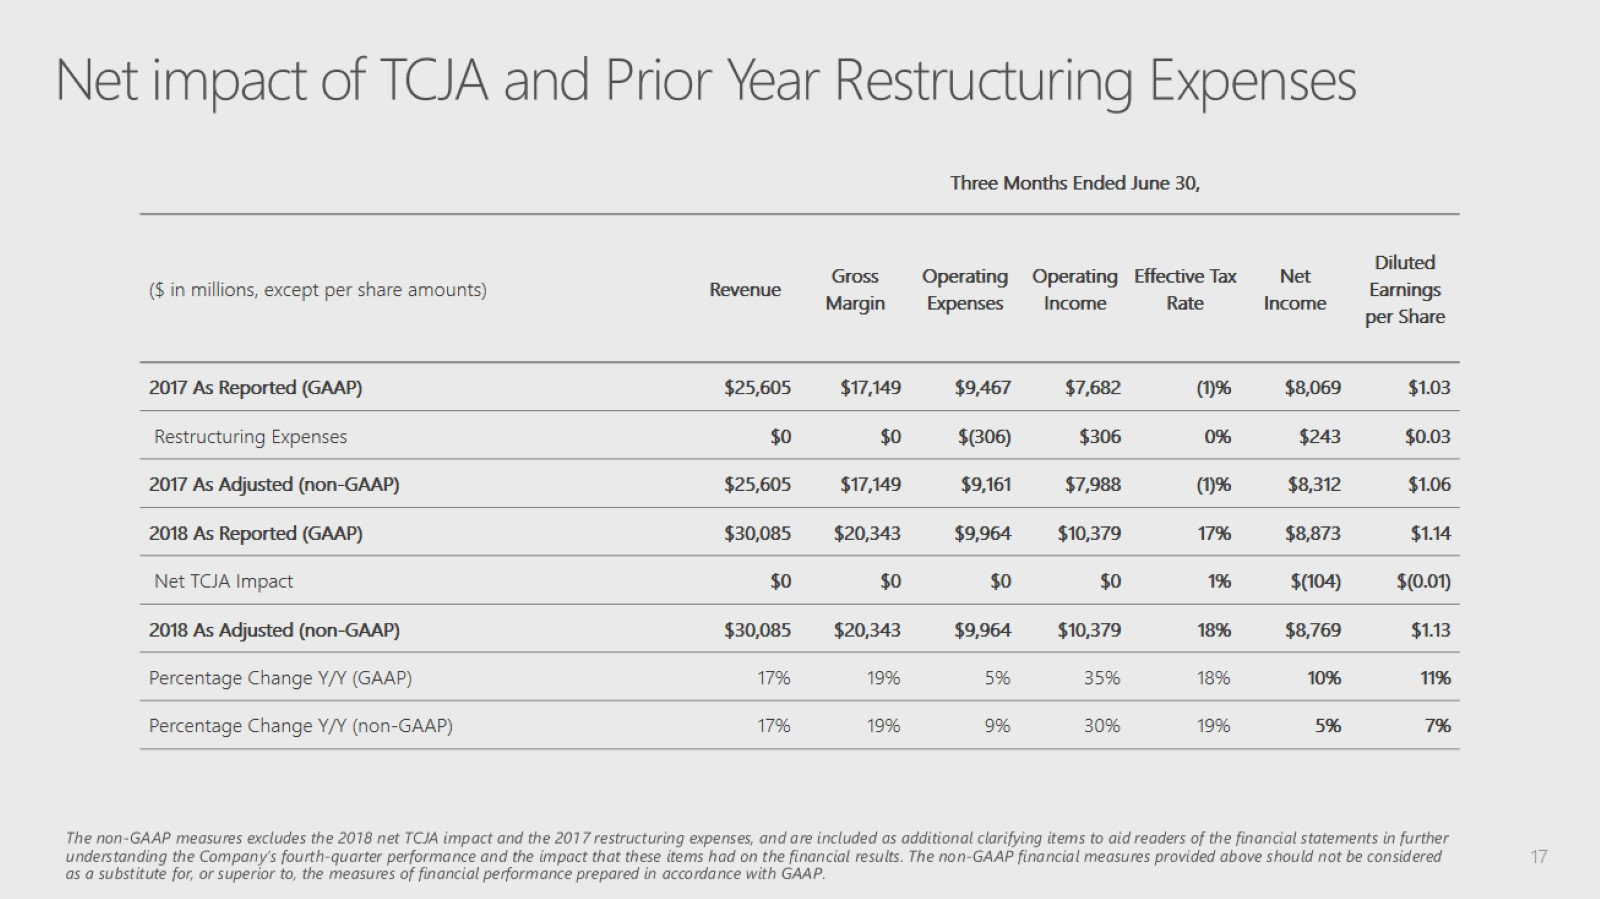 Net impact of TCJA and Prior Year Restructuring Expenses
Three Months Ended June 30,
($ in millions, except per share amounts) Revenue Gross Margin Operating Expenses Operating Income Effective Tax Rate Net Income Diluted Earnings per Share
2017 As Reported (GAAP) $25,605 $17,149 $9,467 $7,682 (1)% $8,069 $1.03
Restructuring Expenses $0 $0 $(306) $306 0% $243 $0.03
2017 As Adjusted (non-GAAP) $25,605 $17,149 $9,161 $7,988 (1)% $8,312 $1.06
2018 As Reported (GAAP) $30,085 $20,343 $9,964 $10,379 17% $8,873 $1.14
Net TCJA Impact $0 $0 $0 $0 1% $(104) $(0.01)
2018 As Adjusted (non-GAAP) $30,085 $20,343 $9,964 $10,379 18% $8,769 $1.13
Percentage Change Y/Y (GAAP) 17% 19% 5% 35% 18% 10% 11%
Percentage Change Y/Y (non-GAAP) 17% 19% 9% 30% 19% 5% 7%
The non-GAAP measures excludes the 2018 net TCJA impact and the 2017 restructuring expenses, and are included as additional clarifying items to aid readers of the financial statements in further
understanding the Company's fourth-quarter performance and the impact that these items had on the financial results. The non-GAAP financial measures provided above should not be considered
as a substitute for, or superior to, the measures of financial performance prepared in accordance with GAAP.
17